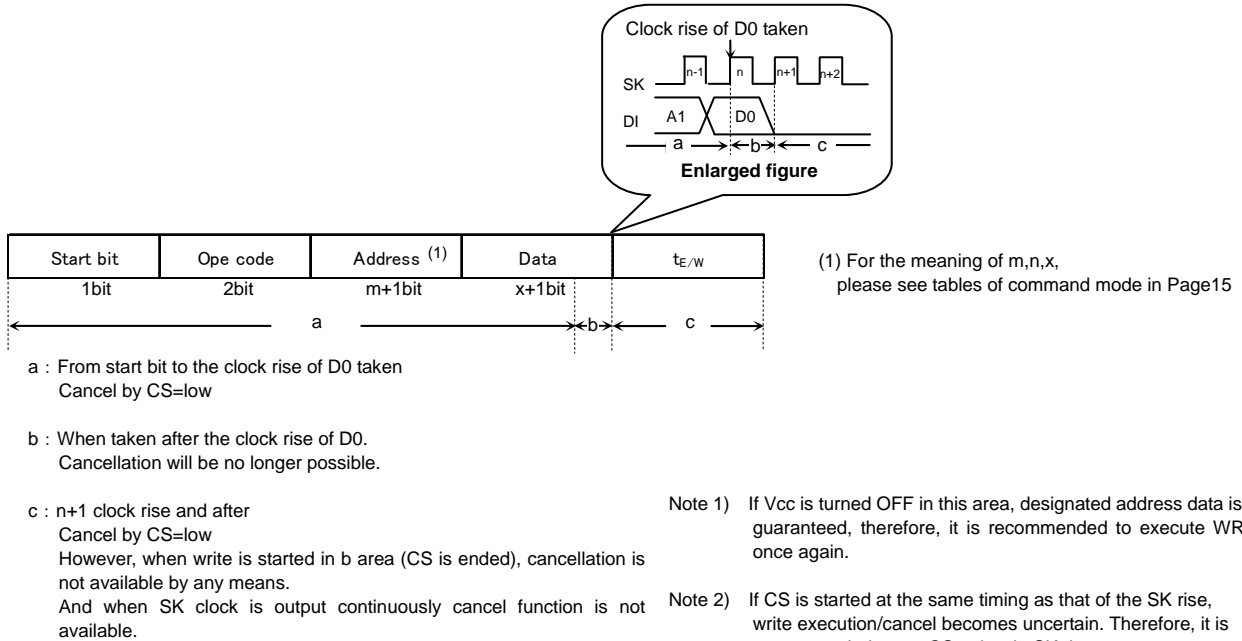 Clock rise of D0 taken
SK n-1 n n+1 n+2
DI A1 D0
a b c
Enlarged figure
Start bit Ope code Address (1) Data tE/W
1bit 2bit m+1bit x+1bit
a b c
(1) For the meaning of m,n,x,
please see tables of command mode in Page15
a : From start bit to the clock rise of D0 taken
Cancel by CS=low
b : When taken after the clock rise of D0.
Cancellation will be no longer possible.
c : n+1 clock rise and after
Cancel by CS=low
However, when write is started in b area (CS is ended), cancellation is
not available by any means.
And when SK clock is output continuously cancel function is not
available.
Note 1) If Vcc is turned OFF in this area, designated address data is
guaranteed, therefore, it is recommended to execute WR
once again.
Note 2) If CS is started at the same timing as that of the SK rise,
write execution/cancel becomes uncertain. Therefore, it is